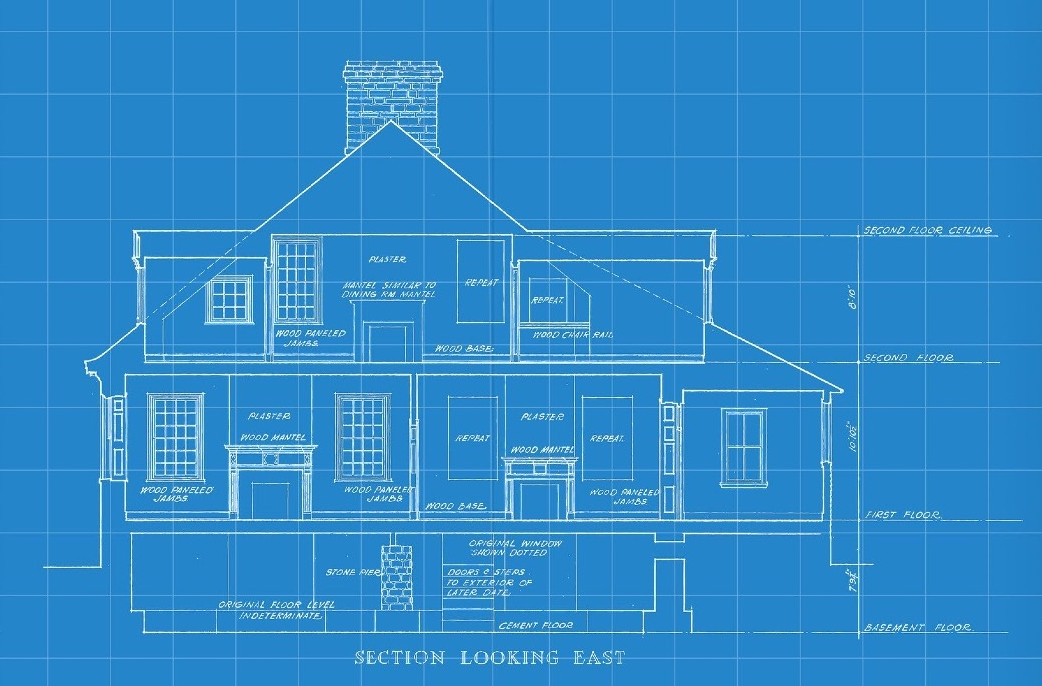 SECOND FLOOR CEILING
PLASTER
MANTEL SIMILAR TO
DINING RM. MANTEL
REPEAT
REPEAT.
8'-10"
WOOD PANELED
JAMBS.
WOOD BASE
WOOD CHAIR RAIL
SECOND FLOOR
PLASTER
WOOD MANTEL
REPEAT
PLASTER
WOOD MANTEL
REPEAT.
WOOD PANELED
JAMBS
WOOD PANELED
JAMBS
WOOD BASE
WOOD PANELED
JAMBS.
FIRST FLOOR
ORIGINAL WINDOW
SHOWN DOTTED
STONE PIER
DOORS & STEPS
TO EXTERIOR OF
LATER DATE
ORIGINAL FLOOR LEVEL
INDETERMINATE
CEMENT FLOOR
BASEMENT FLOOR
SECTION LOOKING EAST